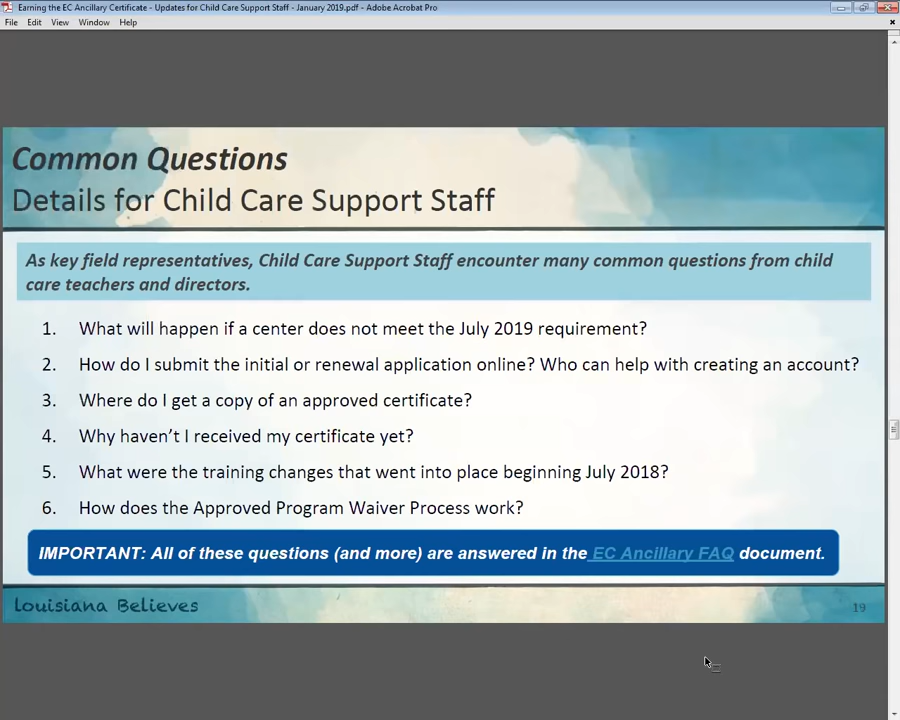 Earning the EC Ancillary Certificate - Updates for Child Care Support Staff - January 2019.pdf - Adobe Acrobat Pro
File Edit View Window Help
Common Questions
Details for Child Care Support Staff
As key field representatives, Child Care Support Staff encounter many common questions from child
care teachers and directors.
1. What will happen if a center does not meet the July 2019 requirement?
2. How do I submit the initial or renewal application online? Who can help with creating an account?
3. Where do I get a copy of an approved certificate?
4. Why haven’t I received my certificate yet?
5. What were the training changes that went into place beginning July 2018?
6. How does the Approved Program Waiver Process work?
IMPORTANT: All of these questions (and more) are answered in the EC Ancillary FAQ document.
Louisiana Believes
19